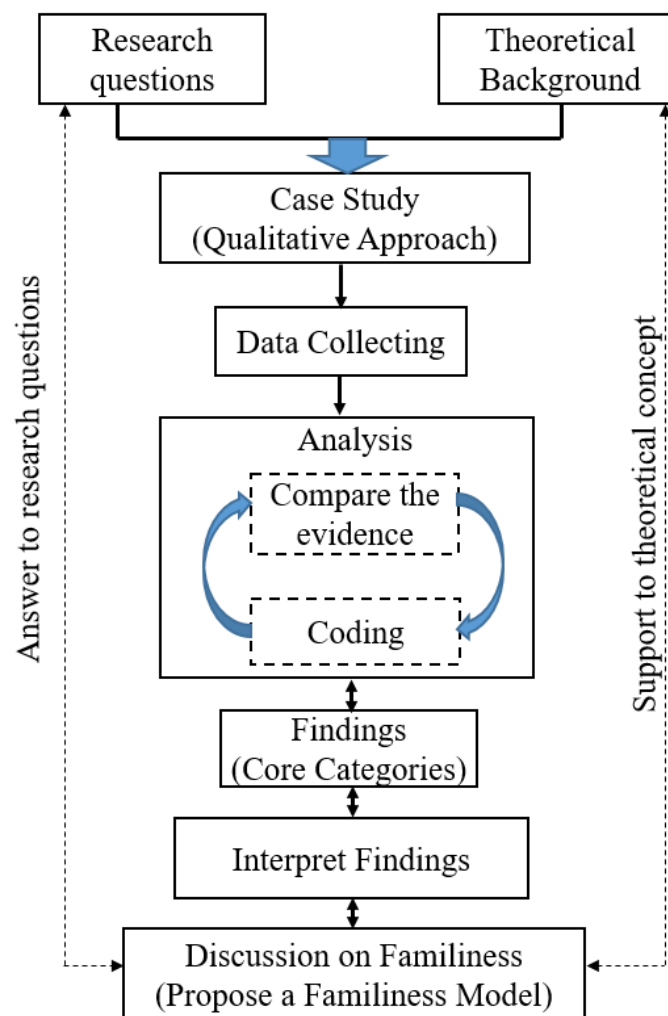 Research
questions
Theoretical
Background
Case Study
(Qualitative Approach)
Data Collecting
Analysis
Compare the
evidence
Coding
Findings
(Core Categories)
Interpret Findings
Discussion on Familiness
(Propose a Familiness Model)
Answer to research questions
Support to theoretical concept